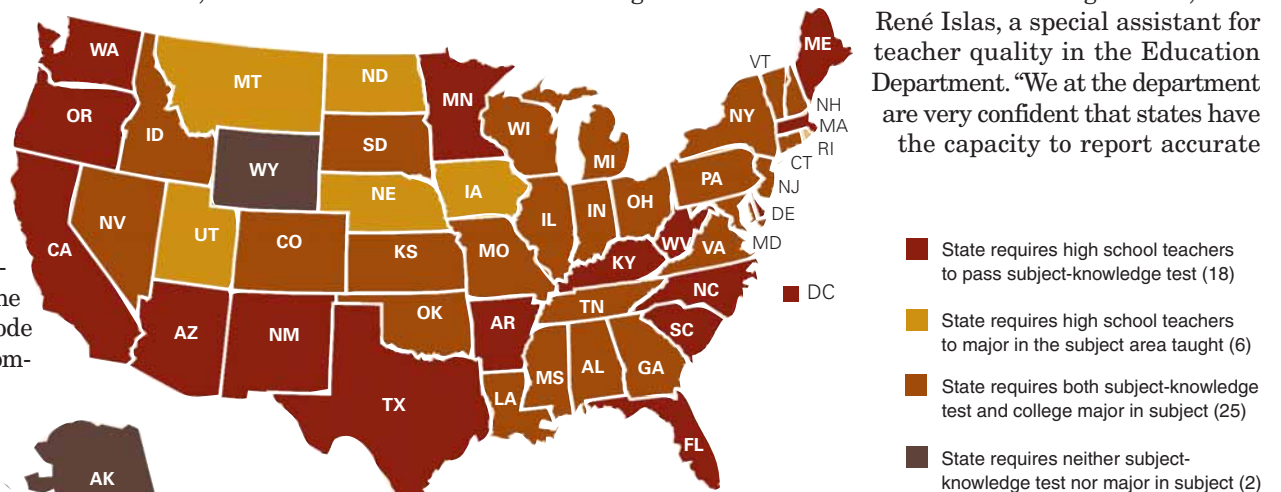 René Islas, a special assistant for
teacher quality in the Education
Department. “We at the department
are very confident that states have
the capacity to report accurate
-
ne
ode
om-
WA
OR
CA
ID
NV
MT
WY
UT
AZ
CO
NM
ND
SD
NE
KS
OK
TX
MN
IA
MO
AR
LA
WI
IL
MI
IN
OH
KY
TN
MS
AL
GA
FL
SC
NC
VA
WV
PA
NY
VT
ME
NH
MA
RI
CT
NJ
DE
MD
DC
AK
State requires high school teachers
to pass subject-knowledge test (18)
State requires high school teachers
to major in the subject area taught (6)
State requires both subject-knowledge
test and college major in subject (25)
State requires neither subject-
knowledge test nor major in subject (2)